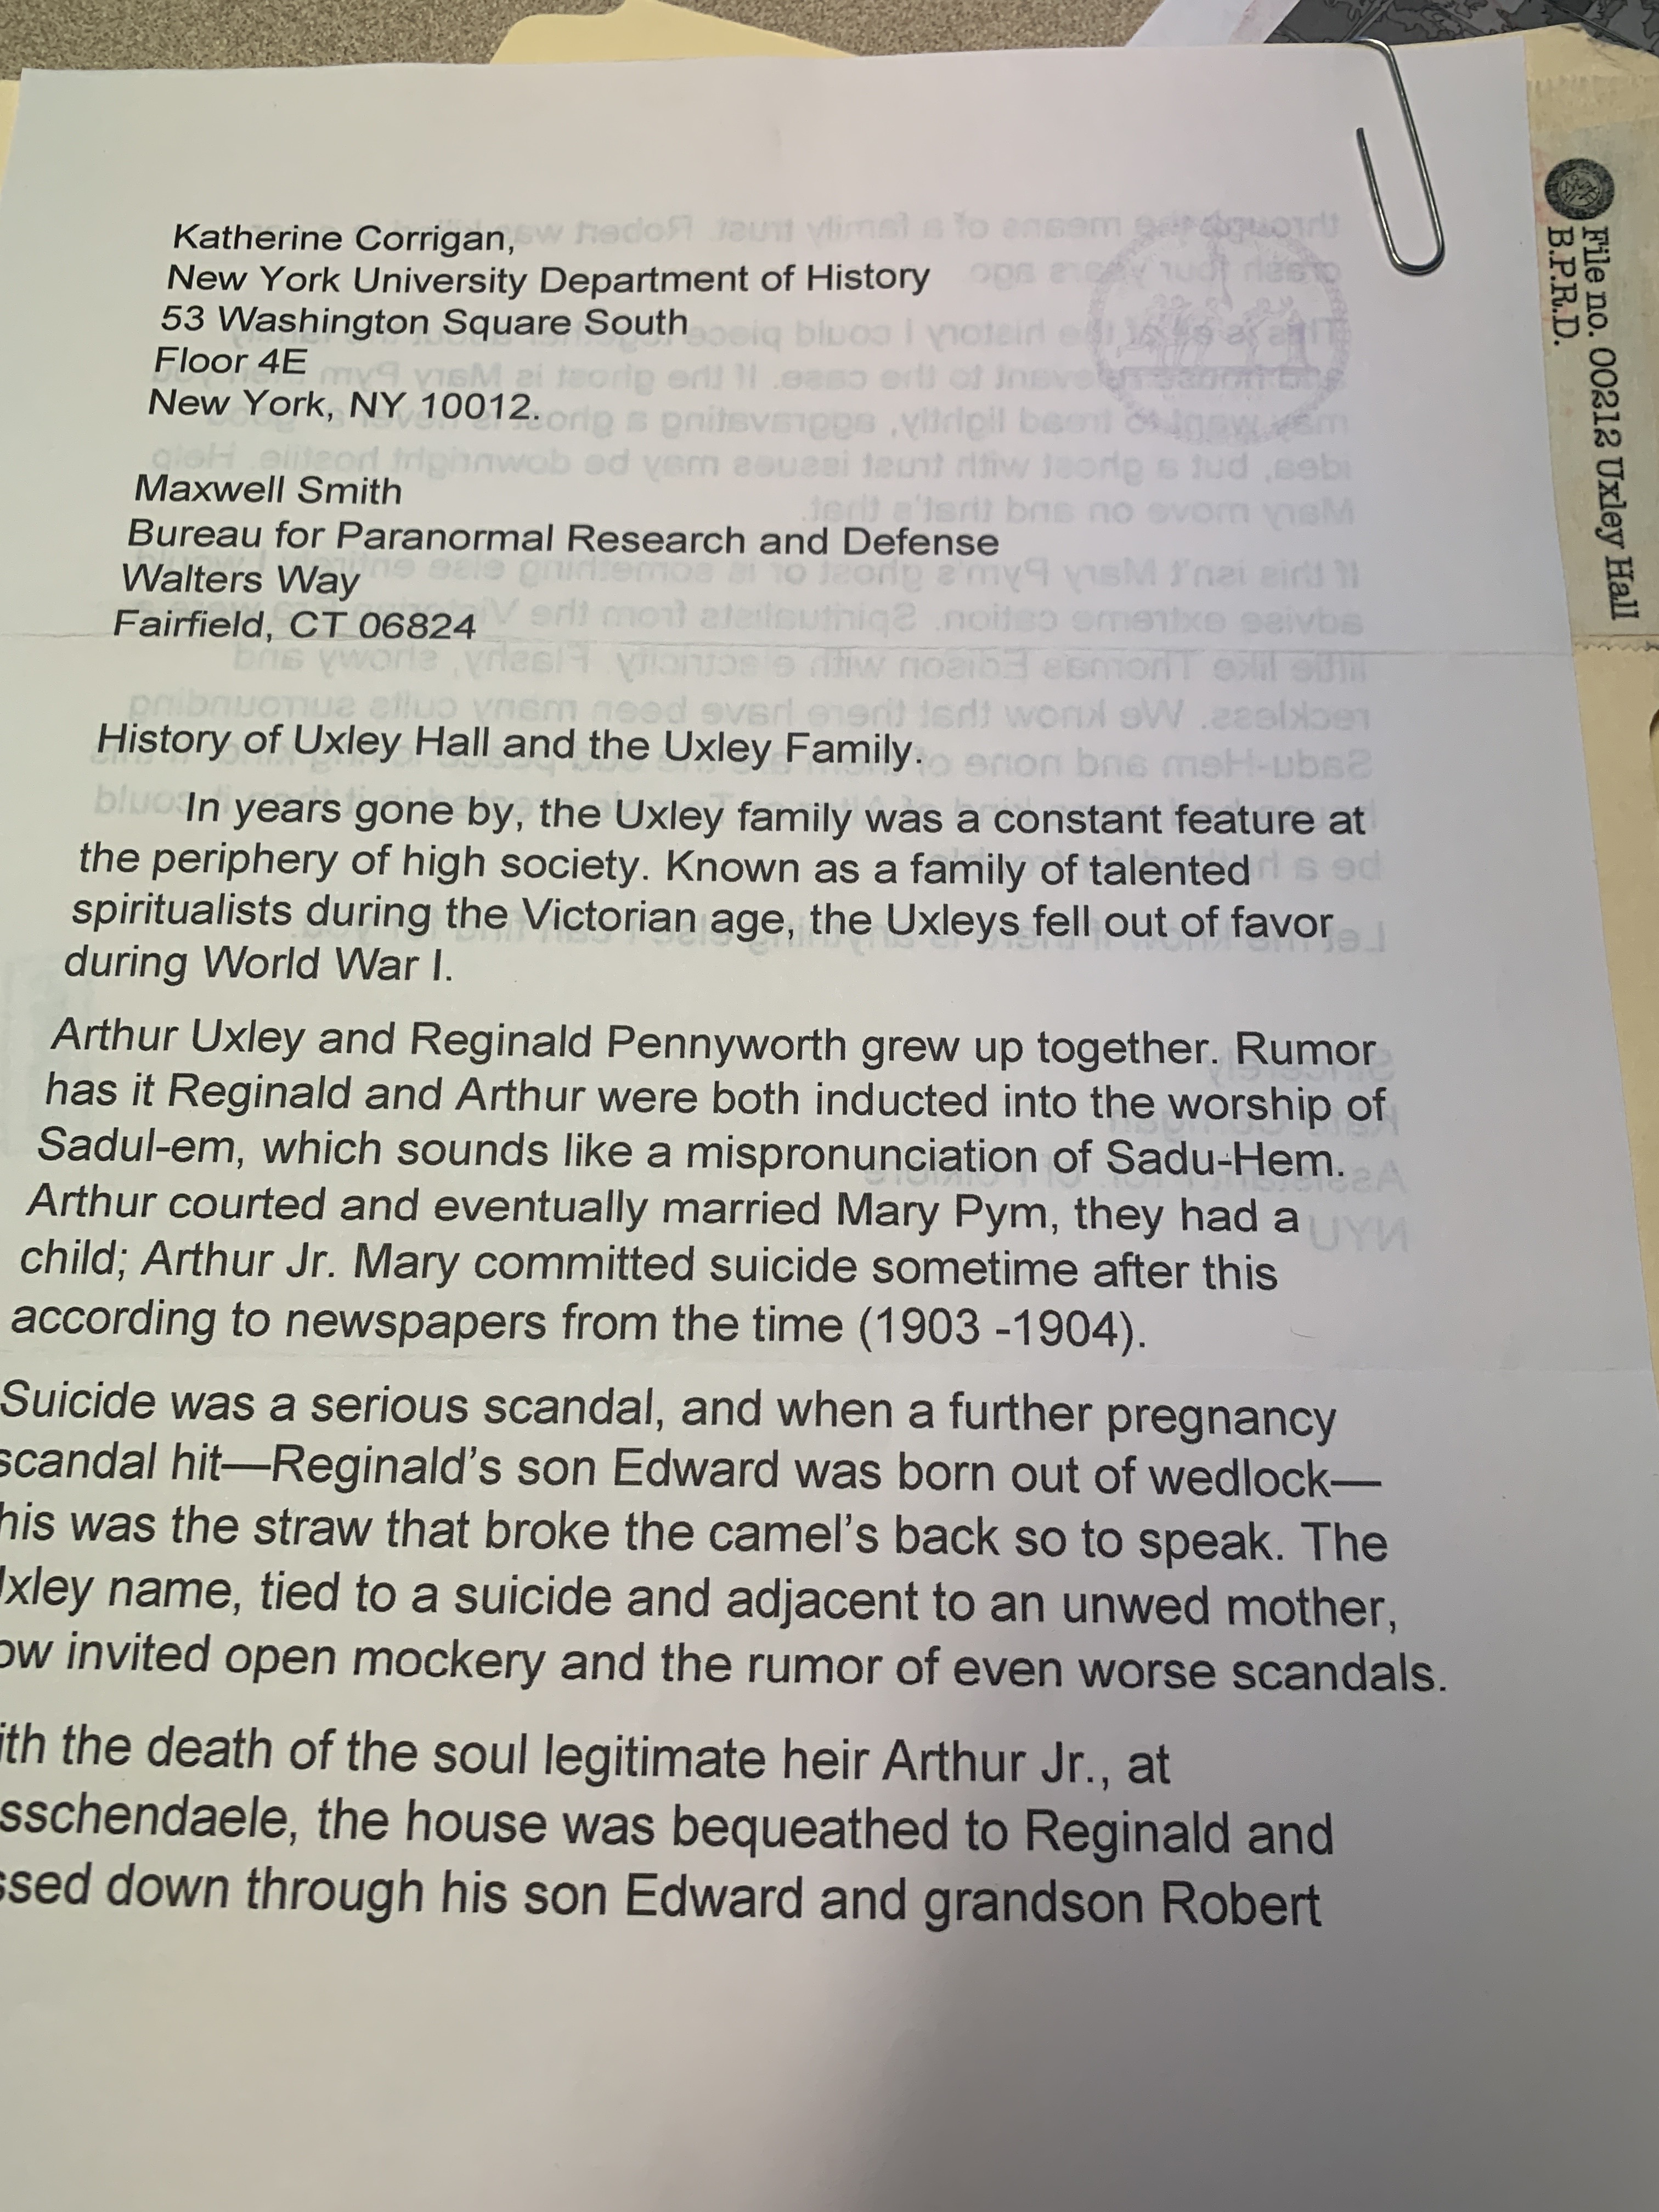 Katherine Corrigan,
New York University Department of History
53 Washington Square South
Floor 4E
New York, NY 10012.
Maxwell Smith
Bureau for Paranormal Research and Defense
Walters Way
Fairfield, CT 06824
History of Uxley Hall and the Uxley Family.
In years gone by, the Uxley family was a constant feature at
the periphery of high society. Known as a family of talented
spiritualists during the Victorian age, the Uxleys fell out of favor
during World War I.
Arthur Uxley and Reginald Pennyworth grew up together. Rumor
has it Reginald and Arthur were both inducted into the worship of
Sadul-em, which sounds like a mispronunciation of Sadu-Hem.
Arthur courted and eventually married Mary Pym, they had a
child; Arthur Jr. Mary committed suicide sometime after this
according to newspapers from the time (1903 -1904).
Suicide was a serious scandal, and when a further pregnancy
scandal hit—Reginald's son Edward was born out of wedlock—
his was the straw that broke the camel's back so to speak. The
xley name, tied to a suicide and adjacent to an unwed mother,
ow invited open mockery and the rumor of even worse scandals.
ith the death of the soul legitimate heir Arthur Jr., at
sschendaele, the house was bequeathed to Reginald and
ssed down through his son Edward and grandson Robert
File no. 00212 Uxley Hall
B.P.R.D.